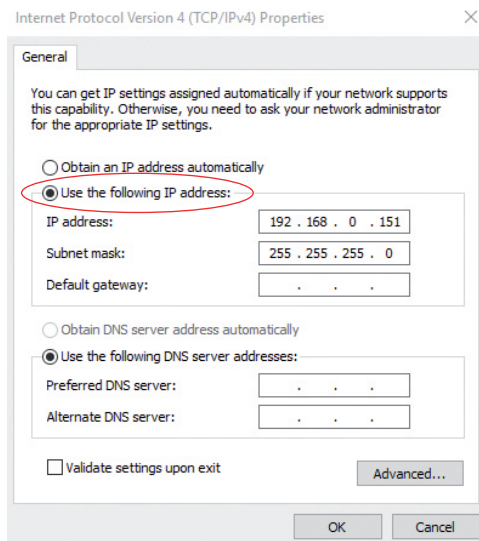 Internet Protocol Version 4 (TCP/IPv4) Properties
General
You can get IP settings assigned automatically if your network supports
this capability. Otherwise, you need to ask your network administrator
for the appropriate IP settings.
Obtain an IP address automatically
Use the following IP address:
IP address: 192 . 168 . 0 . 151
Subnet mask: 255 . 255 . 255 . 0
Default gateway: . . .
Obtain DNS server address automatically
Use the following DNS server addresses:
Preferred DNS server: . . .
Alternate DNS server: . . .
Validate settings upon exit
Advanced...
OK Cancel